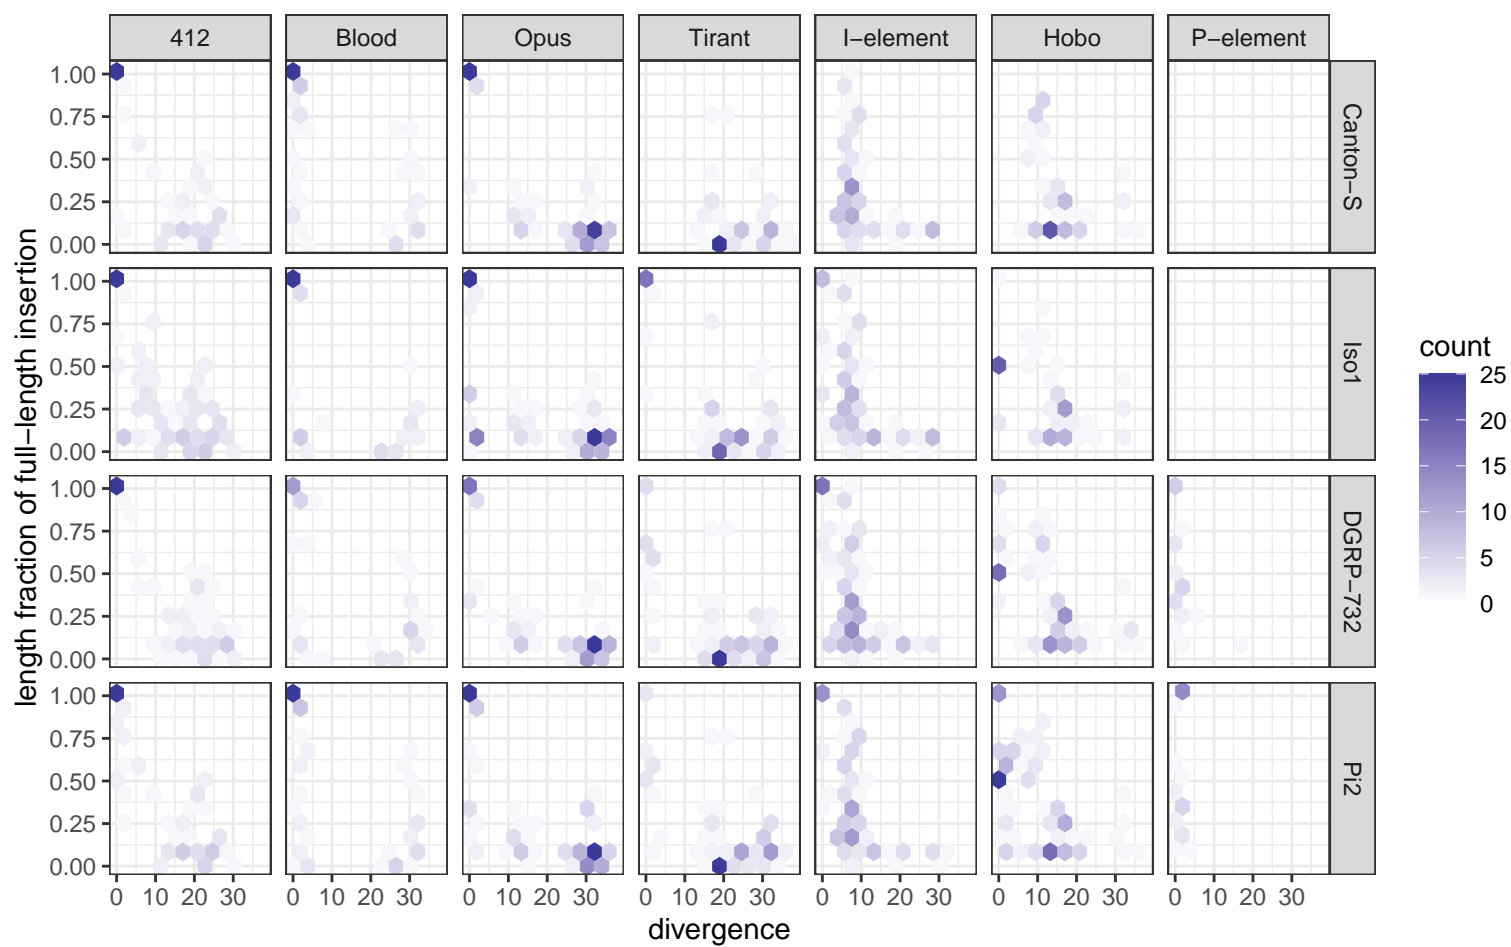 412 Blood Opus Tirant I−element Hobo P−element
1.00
0.75
0.50
0.25
0.00
Canton−S
1.00
0.75
0.50
0.25
0.00
Iso1
1.00
0.75
0.50
0.25
0.00
DGRP−732
1.00
0.75
0.50
0.25
0.00
Pi2
length fraction of full−length insertion
0 10 20 30 0 10 20 30 0 10 20 30 0 10 20 30 0 10 20 30 0 10 20 30 0 10 20 30
divergence
count
25
20
15
10
5
0